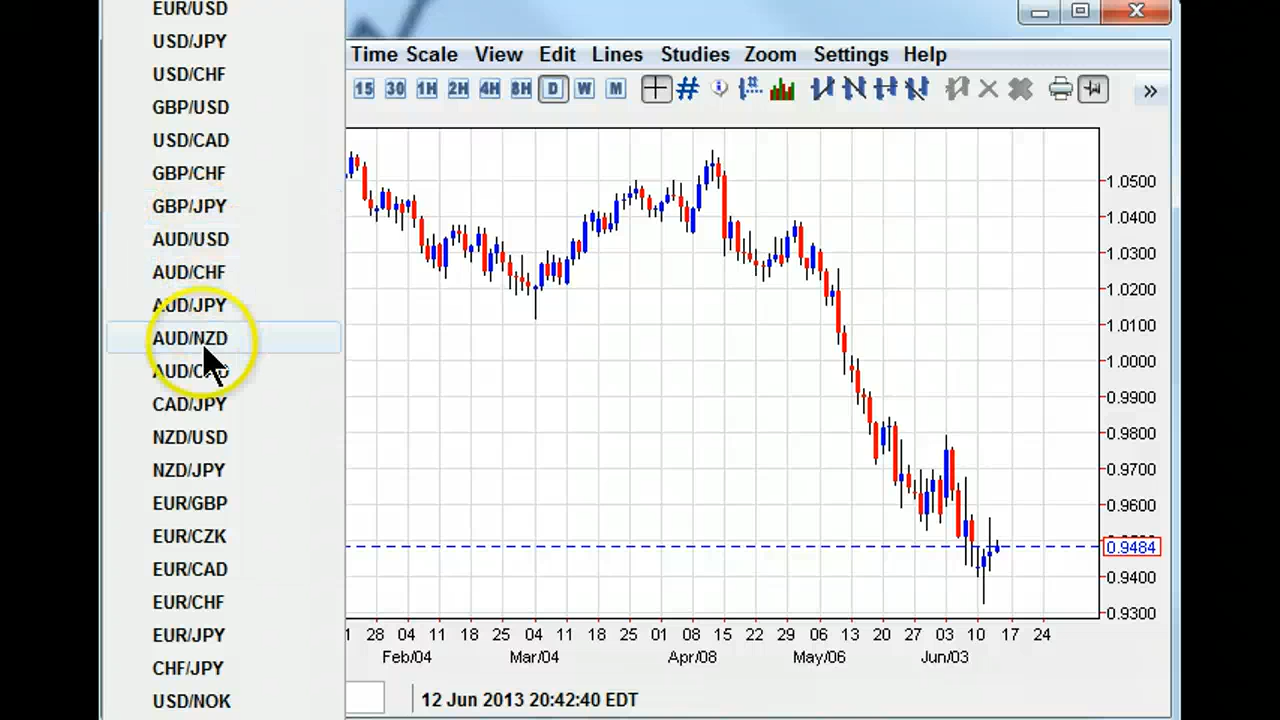 EUR/USD
USD/JPY
USD/CHF
GBP/USD
USD/CAD
GBP/CHF
GBP/JPY
AUD/USD
AUD/CHF
AUD/JPY
AUD/NZD
AUD/CAD
CAD/JPY
NZD/USD
NZD/JPY
EUR/GBP
EUR/CZK
EUR/CAD
EUR/CHF
EUR/JPY
CHF/JPY
USD/NOK
Time Scale View Edit Lines Studies Zoom Settings Help
15 30 1H 2H 4H 8H D W M
1.0500
1.0400
1.0300
1.0200
1.0100
1.0000
0.9900
0.9800
0.9700
0.9600
0.9484
0.9400
0.9300
28 04 11 18 25 04 11 18 25 01 08 15 22 29 06 13 20 27 03 10 17 24
Feb/04 Mar/04 Apr/08 May/06 Jun/03
12 Jun 2013 20:42:40 EDT